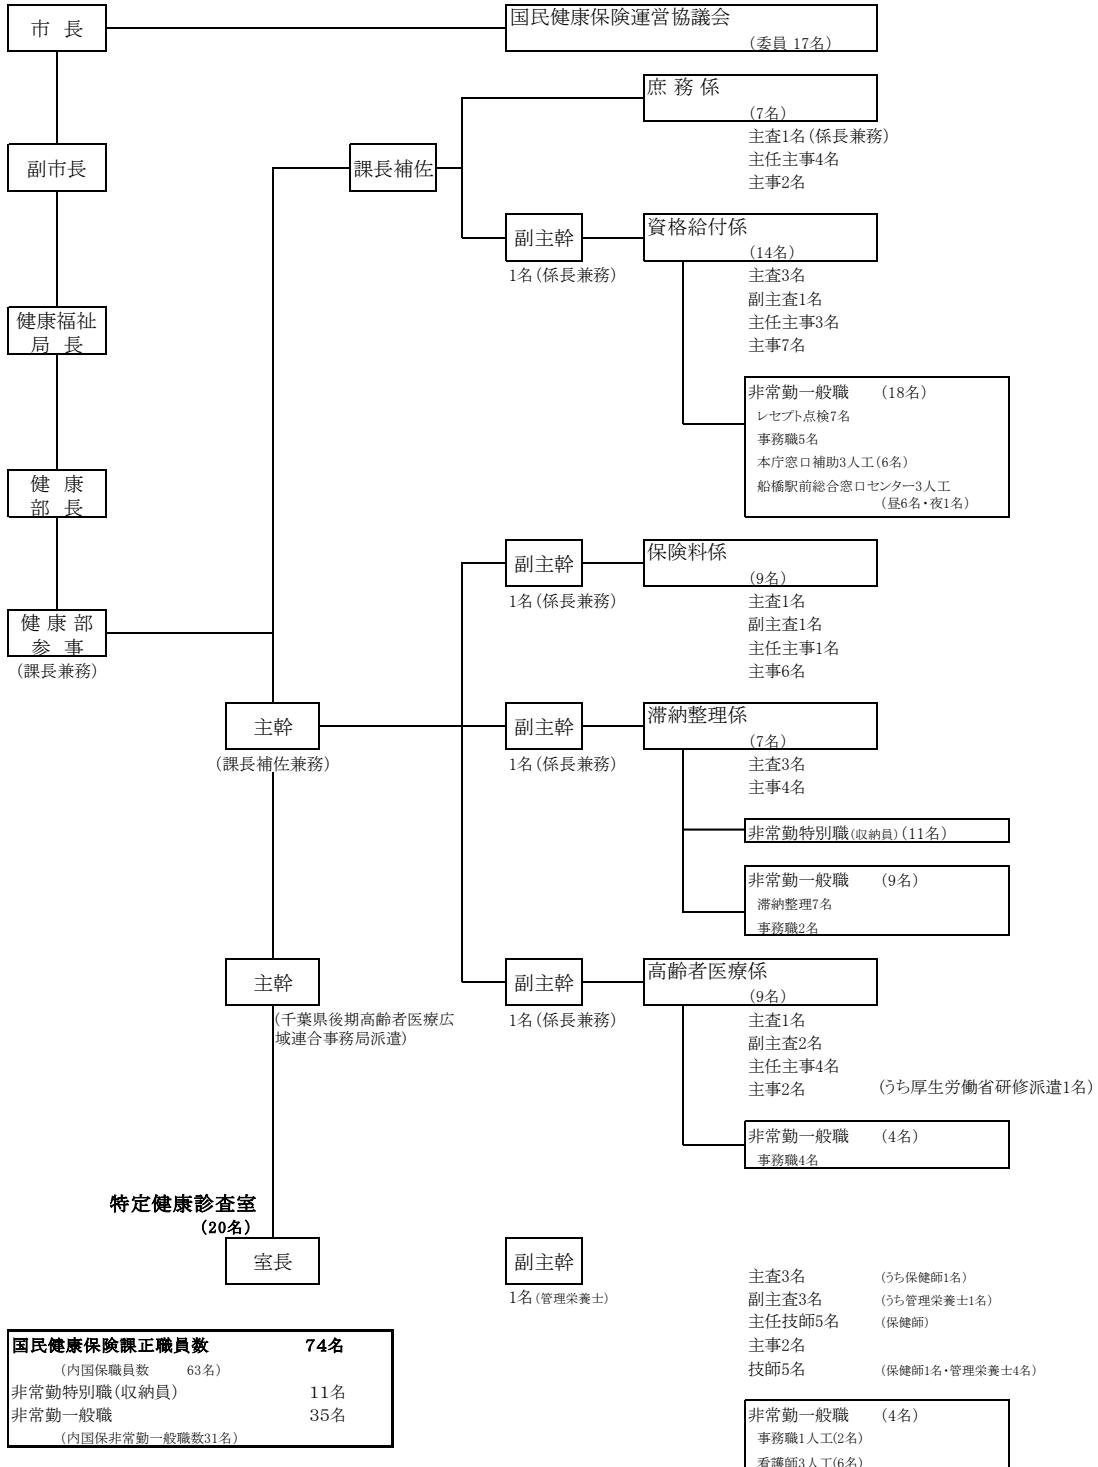 市 長
国民健康保険運営協議会
(委員 17名)
庶 務 係
(7名)
主査1名(係長兼務)
主任主事4名
主事2名
副市長
課長補佐
副主幹
1名(係長兼務)
資格給付係
(14名)
主査3名
副主査1名
主任主事3名
主事7名
健康福祉
局 長
非常勤一般職 (18名)
レセプト点検7名
事務職5名
本庁窓口補助3人工(6名)
船橋駅前総合窓口センター3人工
(昼6名・夜1名)
健 康
部 長
副主幹
1名(係長兼務)
保険料係
(9名)
主査1名
副主査1名
主任主事1名
主事6名
健 康 部
参 事
(課長兼務)
主幹
(課長補佐兼務)
副主幹
1名(係長兼務)
滞納整理係
(7名)
主査3名
主事4名
非常勤特別職(収納員)(11名)
非常勤一般職 (9名)
滞納整理7名
事務職2名
主幹
(千葉県後期高齢者医療広
域連合事務局派遣)
副主幹
1名(係長兼務)
高齢者医療係
(9名)
主査1名
副主査2名
主任主事4名
主事2名 (うち厚生労働省研修派遣1名)
非常勤一般職 (4名)
事務職4名
特定健康診査室
(20名)
室長
副主幹
1名(管理栄養士)
主査3名 (うち保健師1名)
副主査3名 (うち管理栄養士1名)
主任技師5名 (保健師)
主事2名
技師5名 (保健師1名・管理栄養士4名)
国民健康保険課正職員数 74名
(内国保職員数 63名)
非常勤特別職(収納員) 11名
非常勤一般職 35名
(内国保非常勤一般職数31名)
非常勤一般職 (4名)
事務職1人工(2名)
看護師3人工(6名)